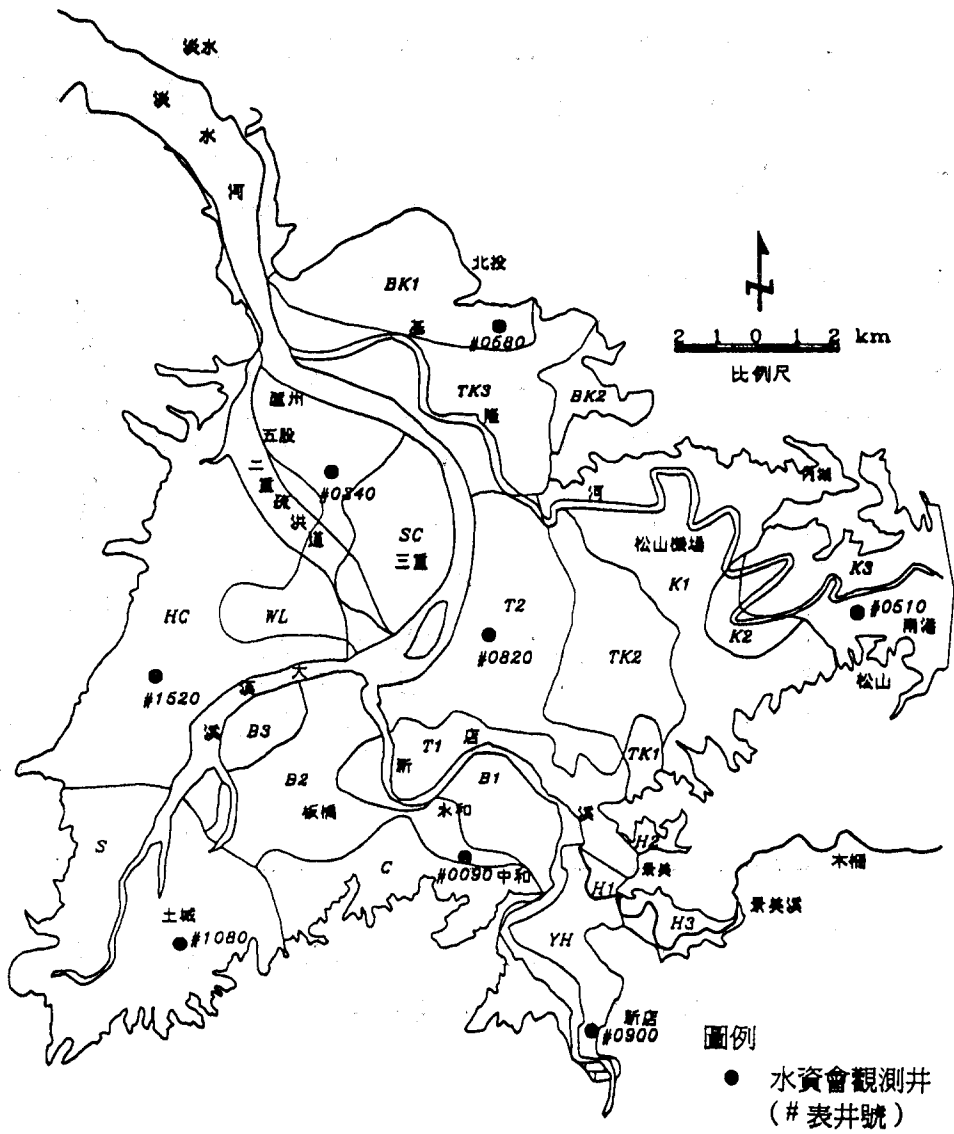 淡水
淡
水
河
北投
BK1
基
#0680
2 1 0 1 2 km
比例尺
TK3
隆
BK2
蘆州
五股
二重疏洪道
#0340
河
內湖
SC
三重
松山機場
K1
K3
#0510
南港
K2
松山
HC
WL
T2
#0820
TK2
#1520
大
漢
溪
B3
T1
店
新
TK1
B2
板橋
B1
永和
溪
H2
景美
木柵
S
C
#0090
中和
H1
景美溪
H3
土城
#1080
YH
新店
#0900
圖例
水資會觀測井
(#表井號)